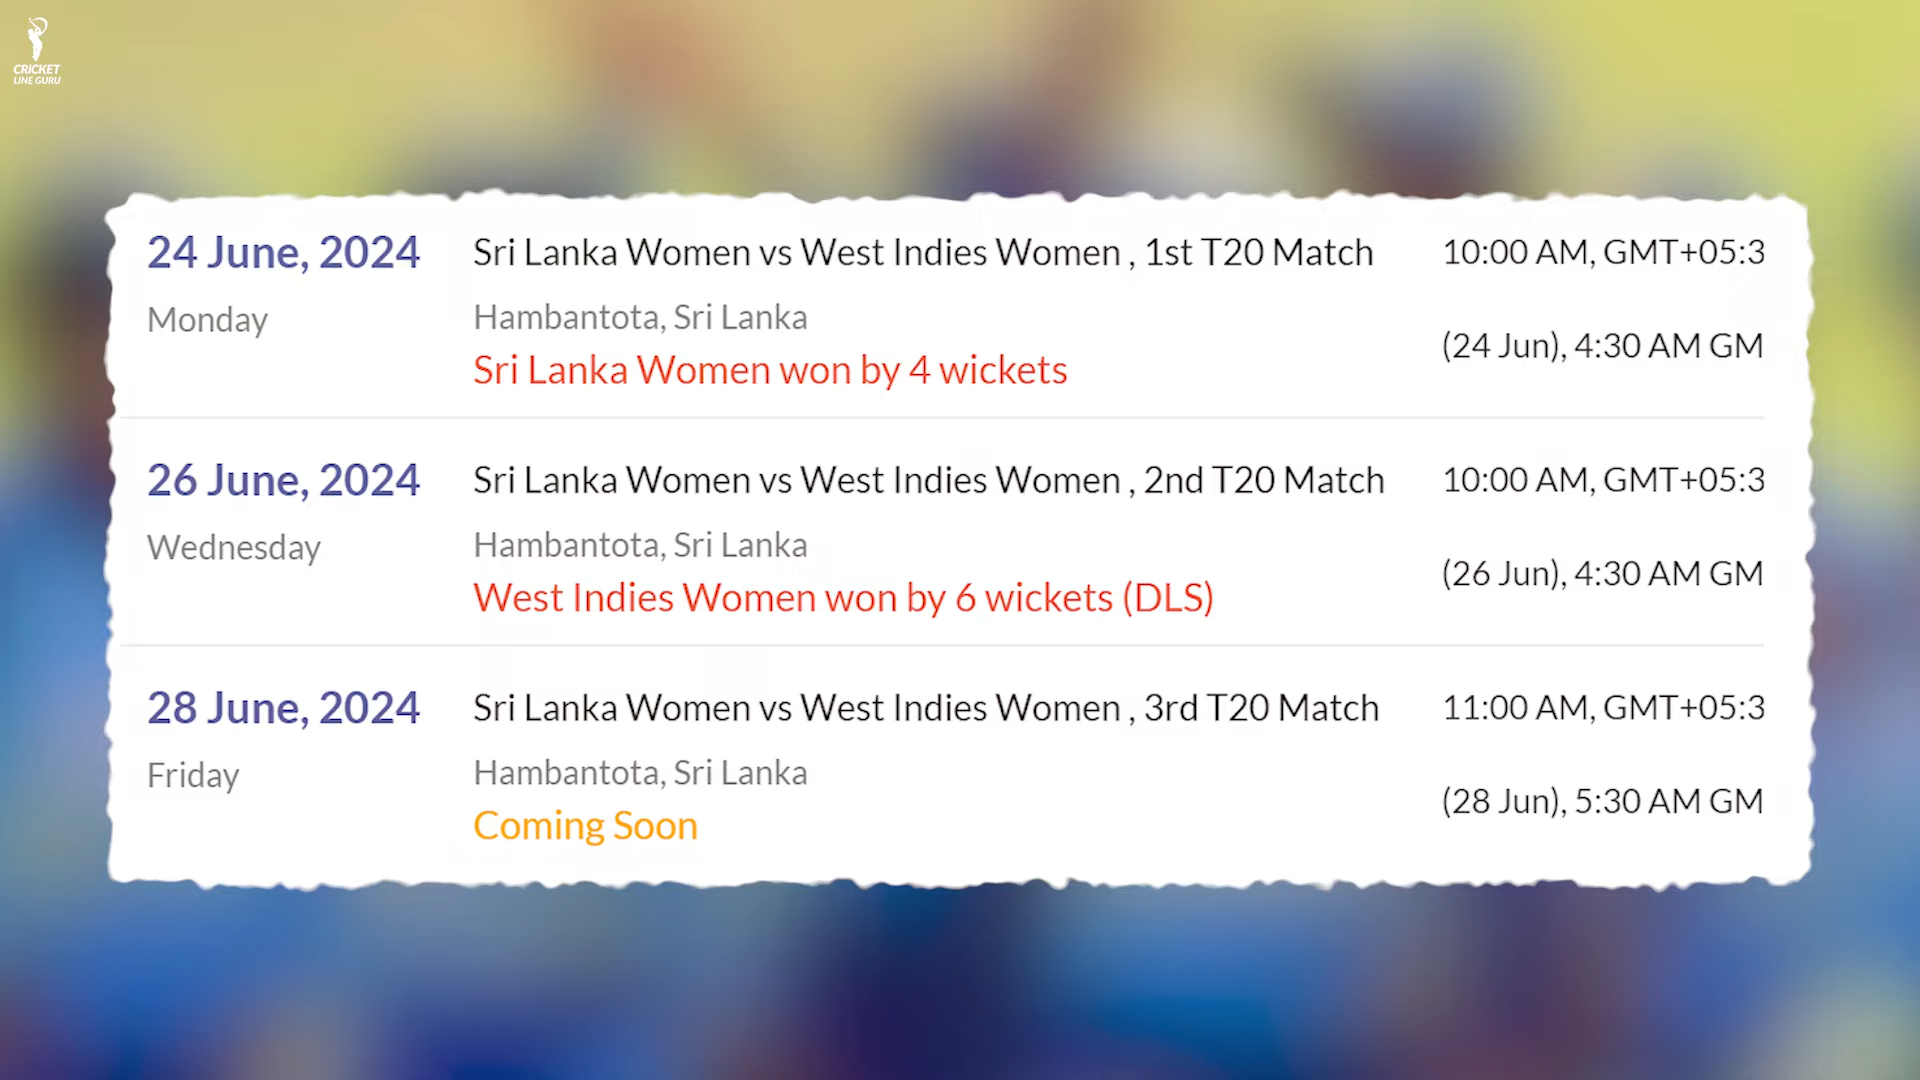 CRICKET
LINE GURU
24 June, 2024 Sri Lanka Women vs West Indies Women , 1st T20 Match 10:00 AM, GMT+05:3
Monday Hambantota, Sri Lanka (24 Jun), 4:30 AM GM
Sri Lanka Women won by 4 wickets
26 June, 2024 Sri Lanka Women vs West Indies Women , 2nd T20 Match 10:00 AM, GMT+05:3
Wednesday Hambantota, Sri Lanka (26 Jun), 4:30 AM GM
West Indies Women won by 6 wickets (DLS)
28 June, 2024 Sri Lanka Women vs West Indies Women , 3rd T20 Match 11:00 AM, GMT+05:3
Friday Hambantota, Sri Lanka (28 Jun), 5:30 AM GM
Coming Soon